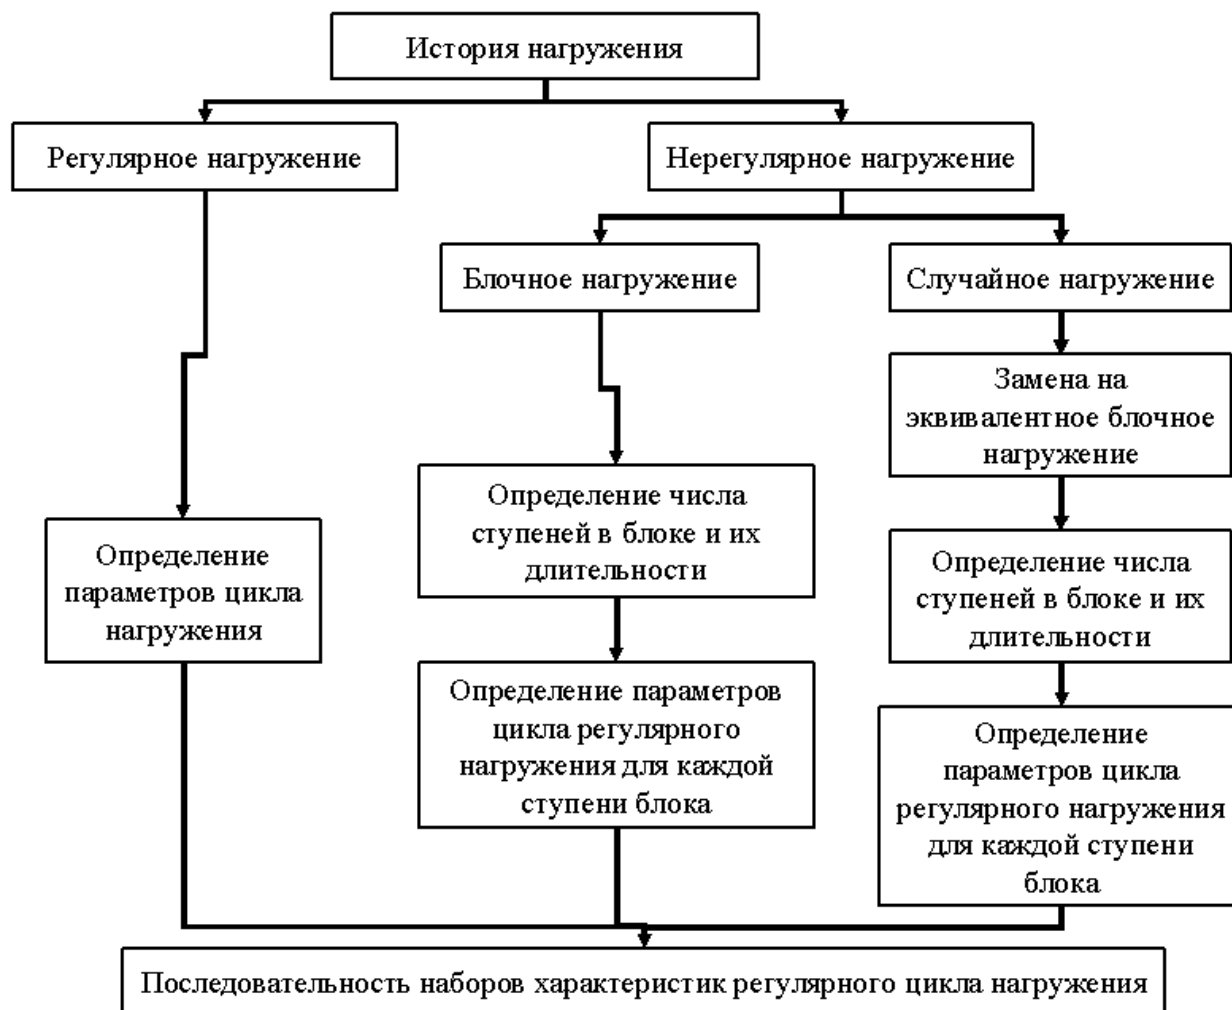 История нагружения
Регулярное нагружение
Нерегулярное нагружение
Блочное нагружение
Случайное нагружение
Замена на
эквивалентное блочное
нагружение
Определение числа
ступеней в блоке и их
длительности
Определение
параметров цикла
нагружения
Определение числа
ступеней в блоке и их
длительности
Определение параметров
цикла регулярного
нагружения для каждой
ступени блока
Определение
параметров цикла
регулярного нагружения
для каждой ступени
блока
Последовательность наборов характеристик регулярного цикла нагружения